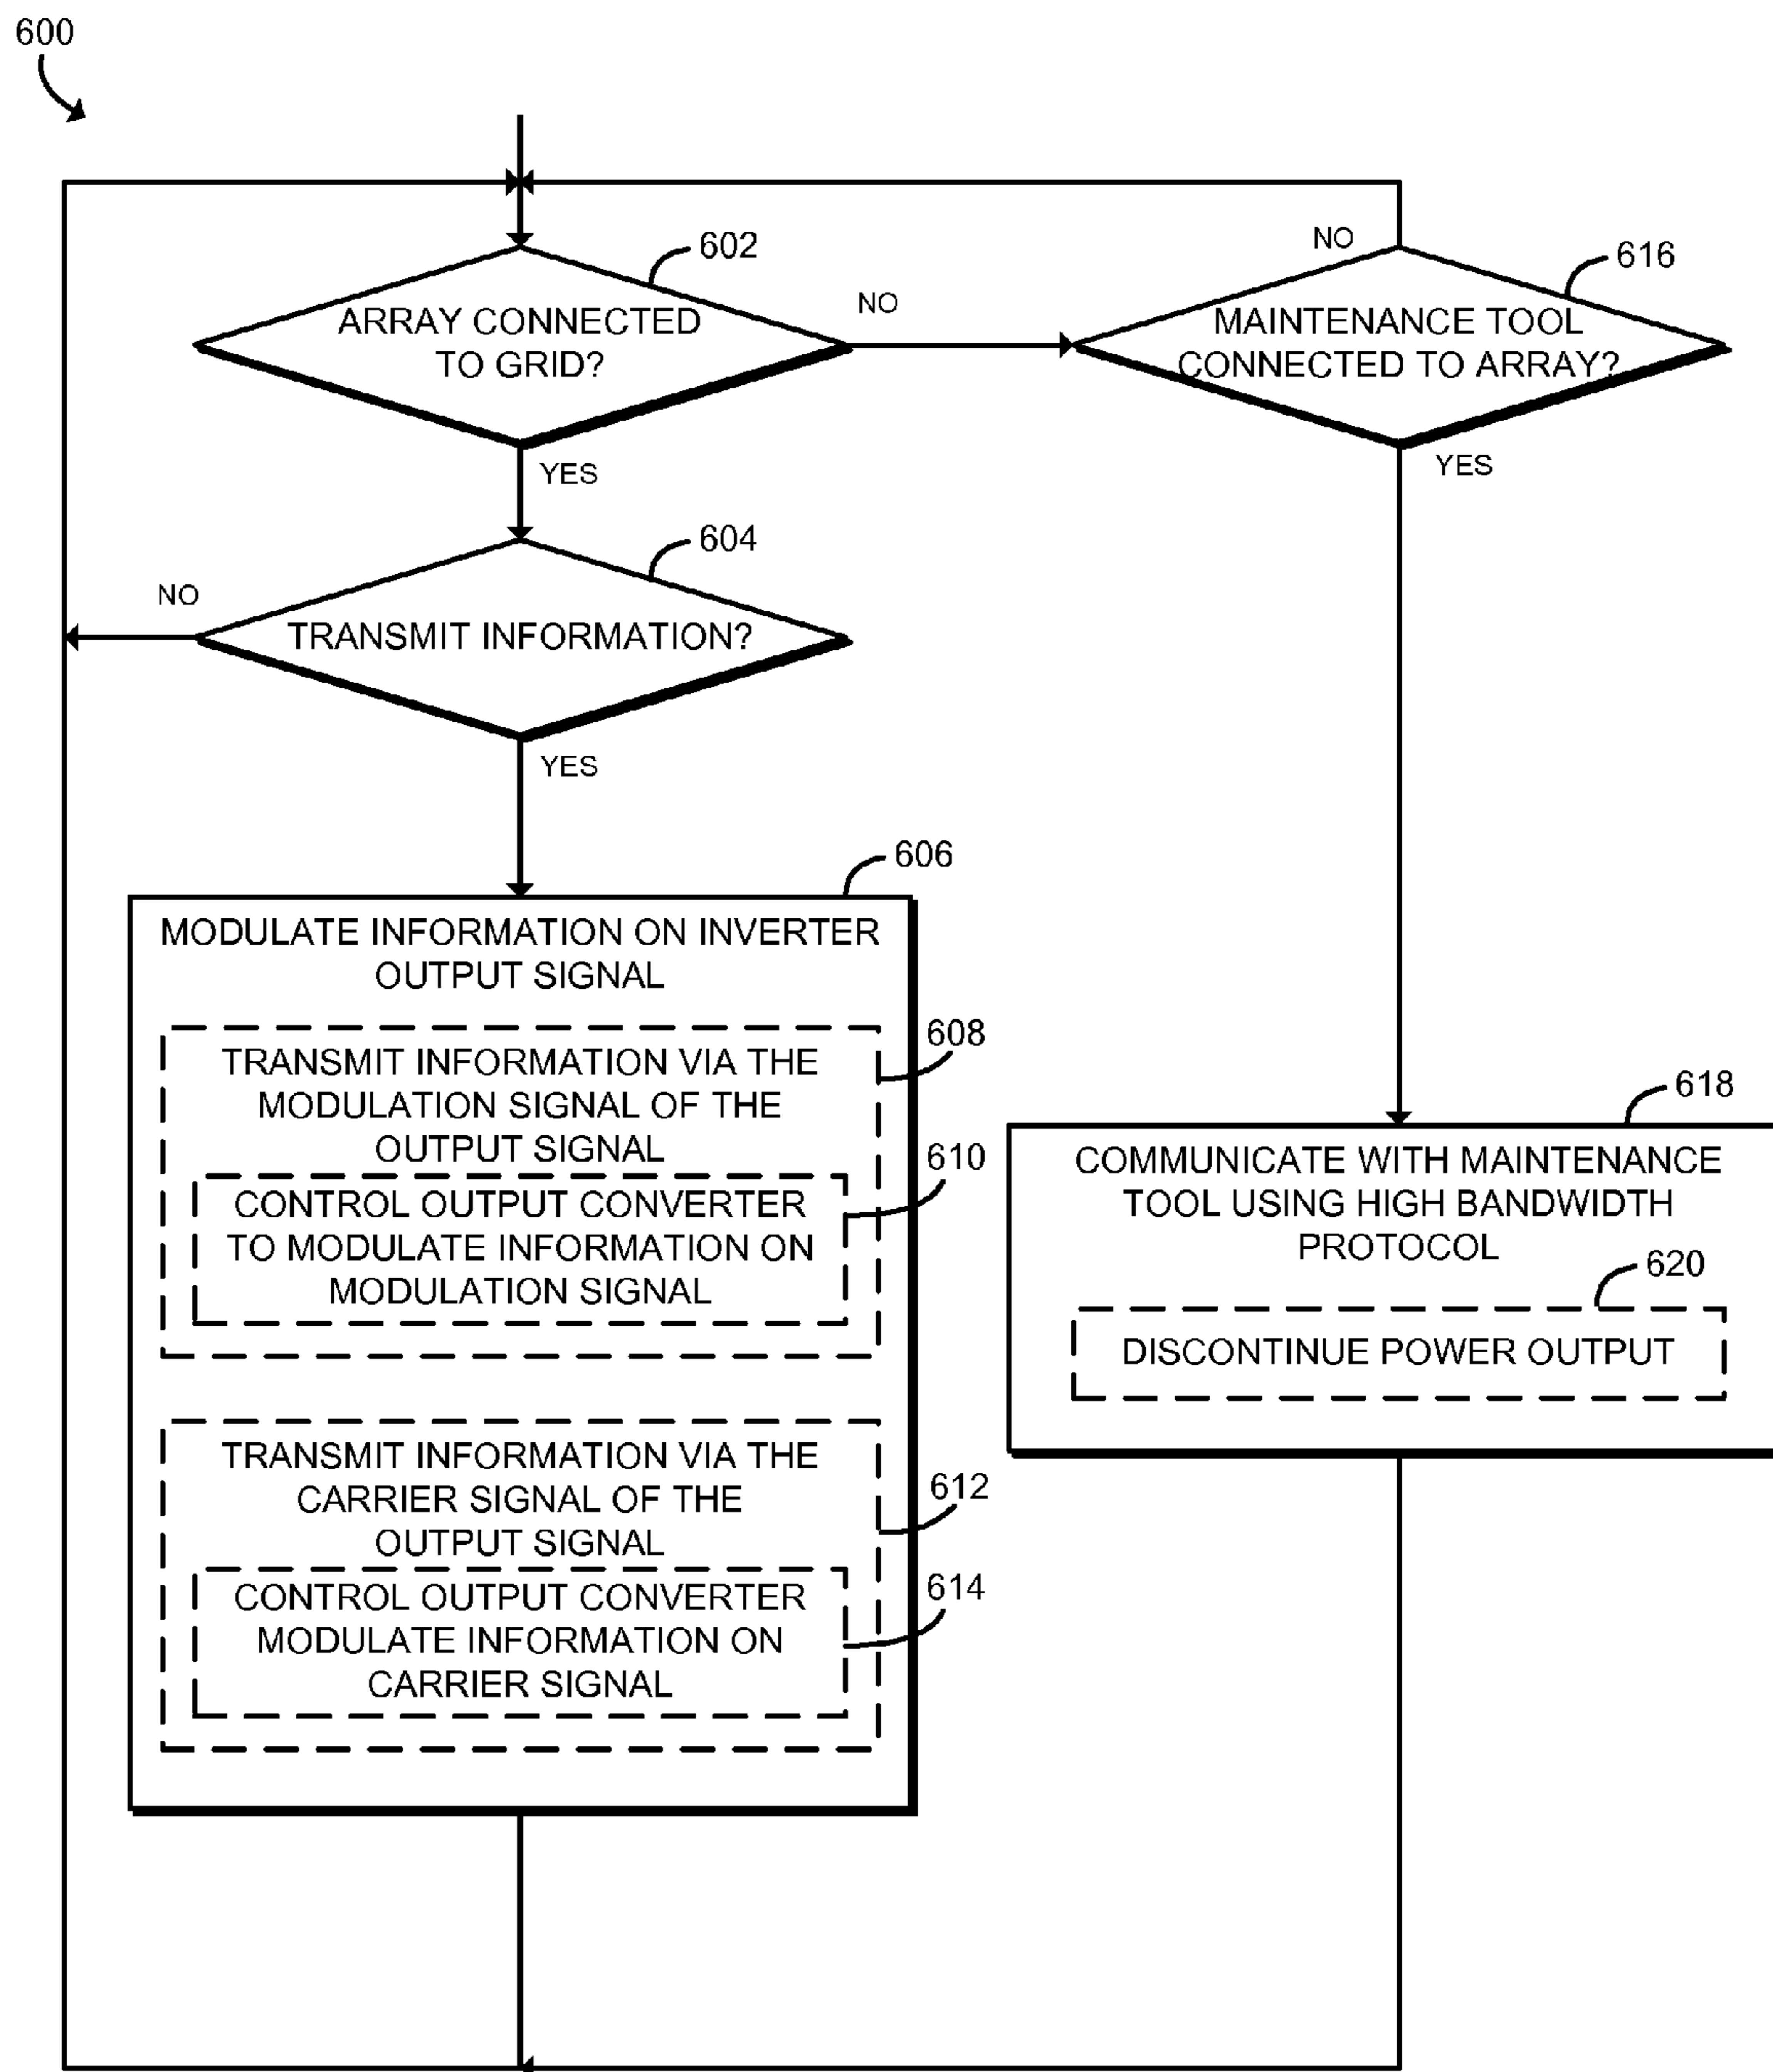 600
602
ARRAY CONNECTED
TO GRID?
NO
YES
NO
616
MAINTENANCE TOOL
CONNECTED TO ARRAY?
YES
604
NO
TRANSMIT INFORMATION?
YES
606
MODULATE INFORMATION ON INVERTER
OUTPUT SIGNAL
608
TRANSMIT INFORMATION VIA THE
MODULATION SIGNAL OF THE
OUTPUT SIGNAL
610
CONTROL OUTPUT CONVERTER
TO MODULATE INFORMATION ON
MODULATION SIGNAL
612
TRANSMIT INFORMATION VIA THE
CARRIER SIGNAL OF THE
OUTPUT SIGNAL
614
CONTROL OUTPUT CONVERTER
MODULATE INFORMATION ON
CARRIER SIGNAL
618
COMMUNICATE WITH MAINTENANCE
TOOL USING HIGH BANDWIDTH
PROTOCOL
620
DISCONTINUE POWER OUTPUT